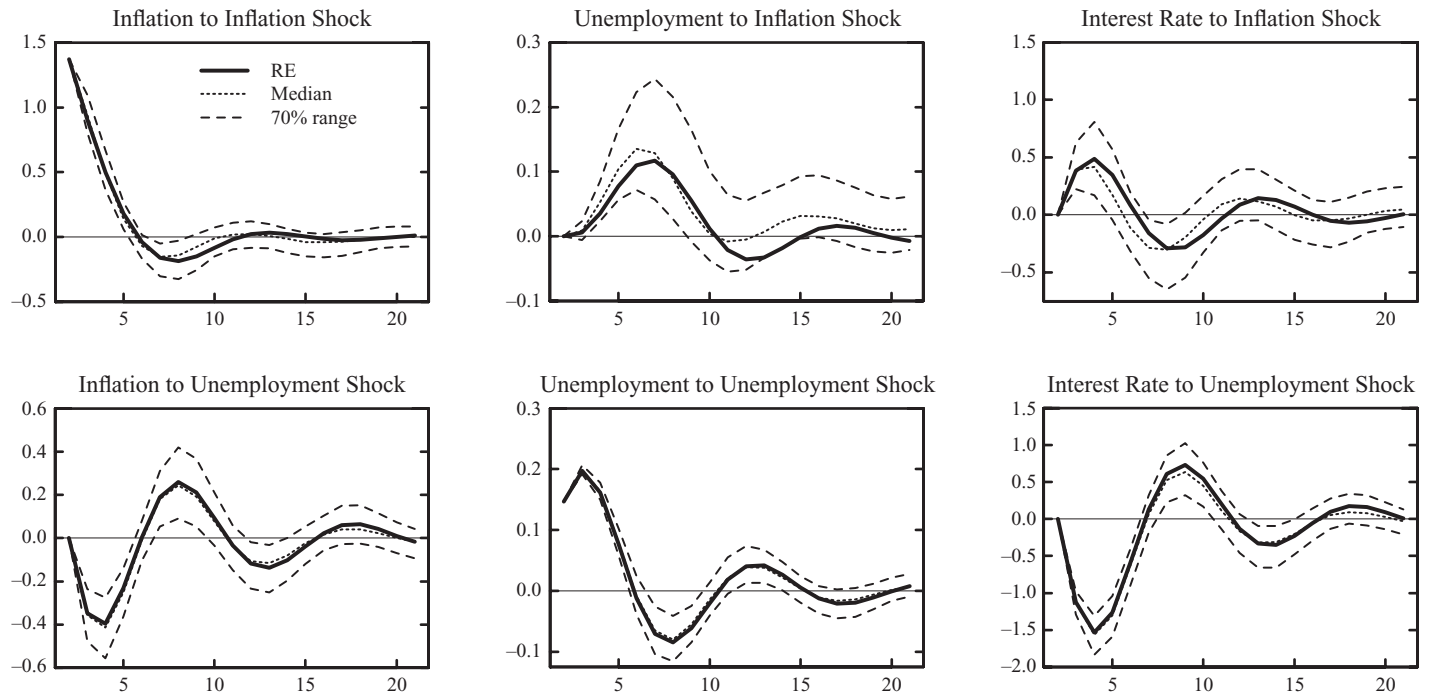 Inflation to Inflation Shock
1.5
1.0
0.5
0.0
–0.5
5 10 15 20
RE
Median
70% range
Unemployment to Inflation Shock
0.3
0.2
0.1
0.0
–0.1
5 10 15 20
Interest Rate to Inflation Shock
1.5
1.0
0.5
0.0
–0.5
5 10 15 20
Inflation to Unemployment Shock
0.6
0.4
0.2
0.0
–0.2
–0.4
–0.6
5 10 15 20
Unemployment to Unemployment Shock
0.3
0.2
0.1
0.0
–0.1
5 10 15 20
Interest Rate to Unemployment Shock
1.5
1.0
0.5
0.0
–0.5
–1.0
–1.5
–2.0
5 10 15 20